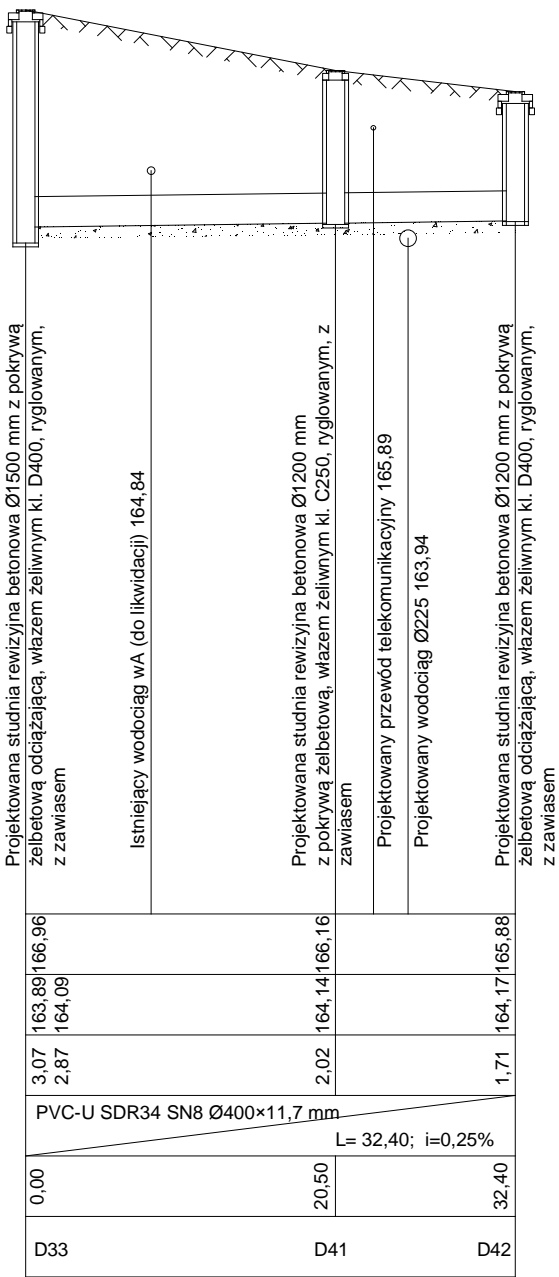 Projektowana studnia rewizyjna betonowa Ø1500 mm z pokrywą
żelbetową odciążającą, włazem żeliwnym kl. D400, ryglowanym,
z zawiasem
Istniejący wodociąg wA (do likwidacji) 164,84
Projektowana studnia rewizyjna betonowa Ø1200 mm
z pokrywą żelbetową, włazem żeliwnym kl. C250, ryglowanym, z
zawiasem
Projektowany przewód telekomunikacyjny 165,89
Projektowany wodociąg Ø225 163,94
Projektowana studnia rewizyjna betonowa Ø1200 mm z pokrywą
żelbetową odciążającą, włazem żeliwnym kl. D400, ryglowanym,
z zawiasem
166,96
166,16
165,88
163,89
164,09
164,14
164,17
3,07
2,87
2,02
1,71
PVC-U SDR34 SN8 Ø400×11,7 mm
L= 32,40; i=0,25%
0,00
20,50
32,40
D33
D41
D42